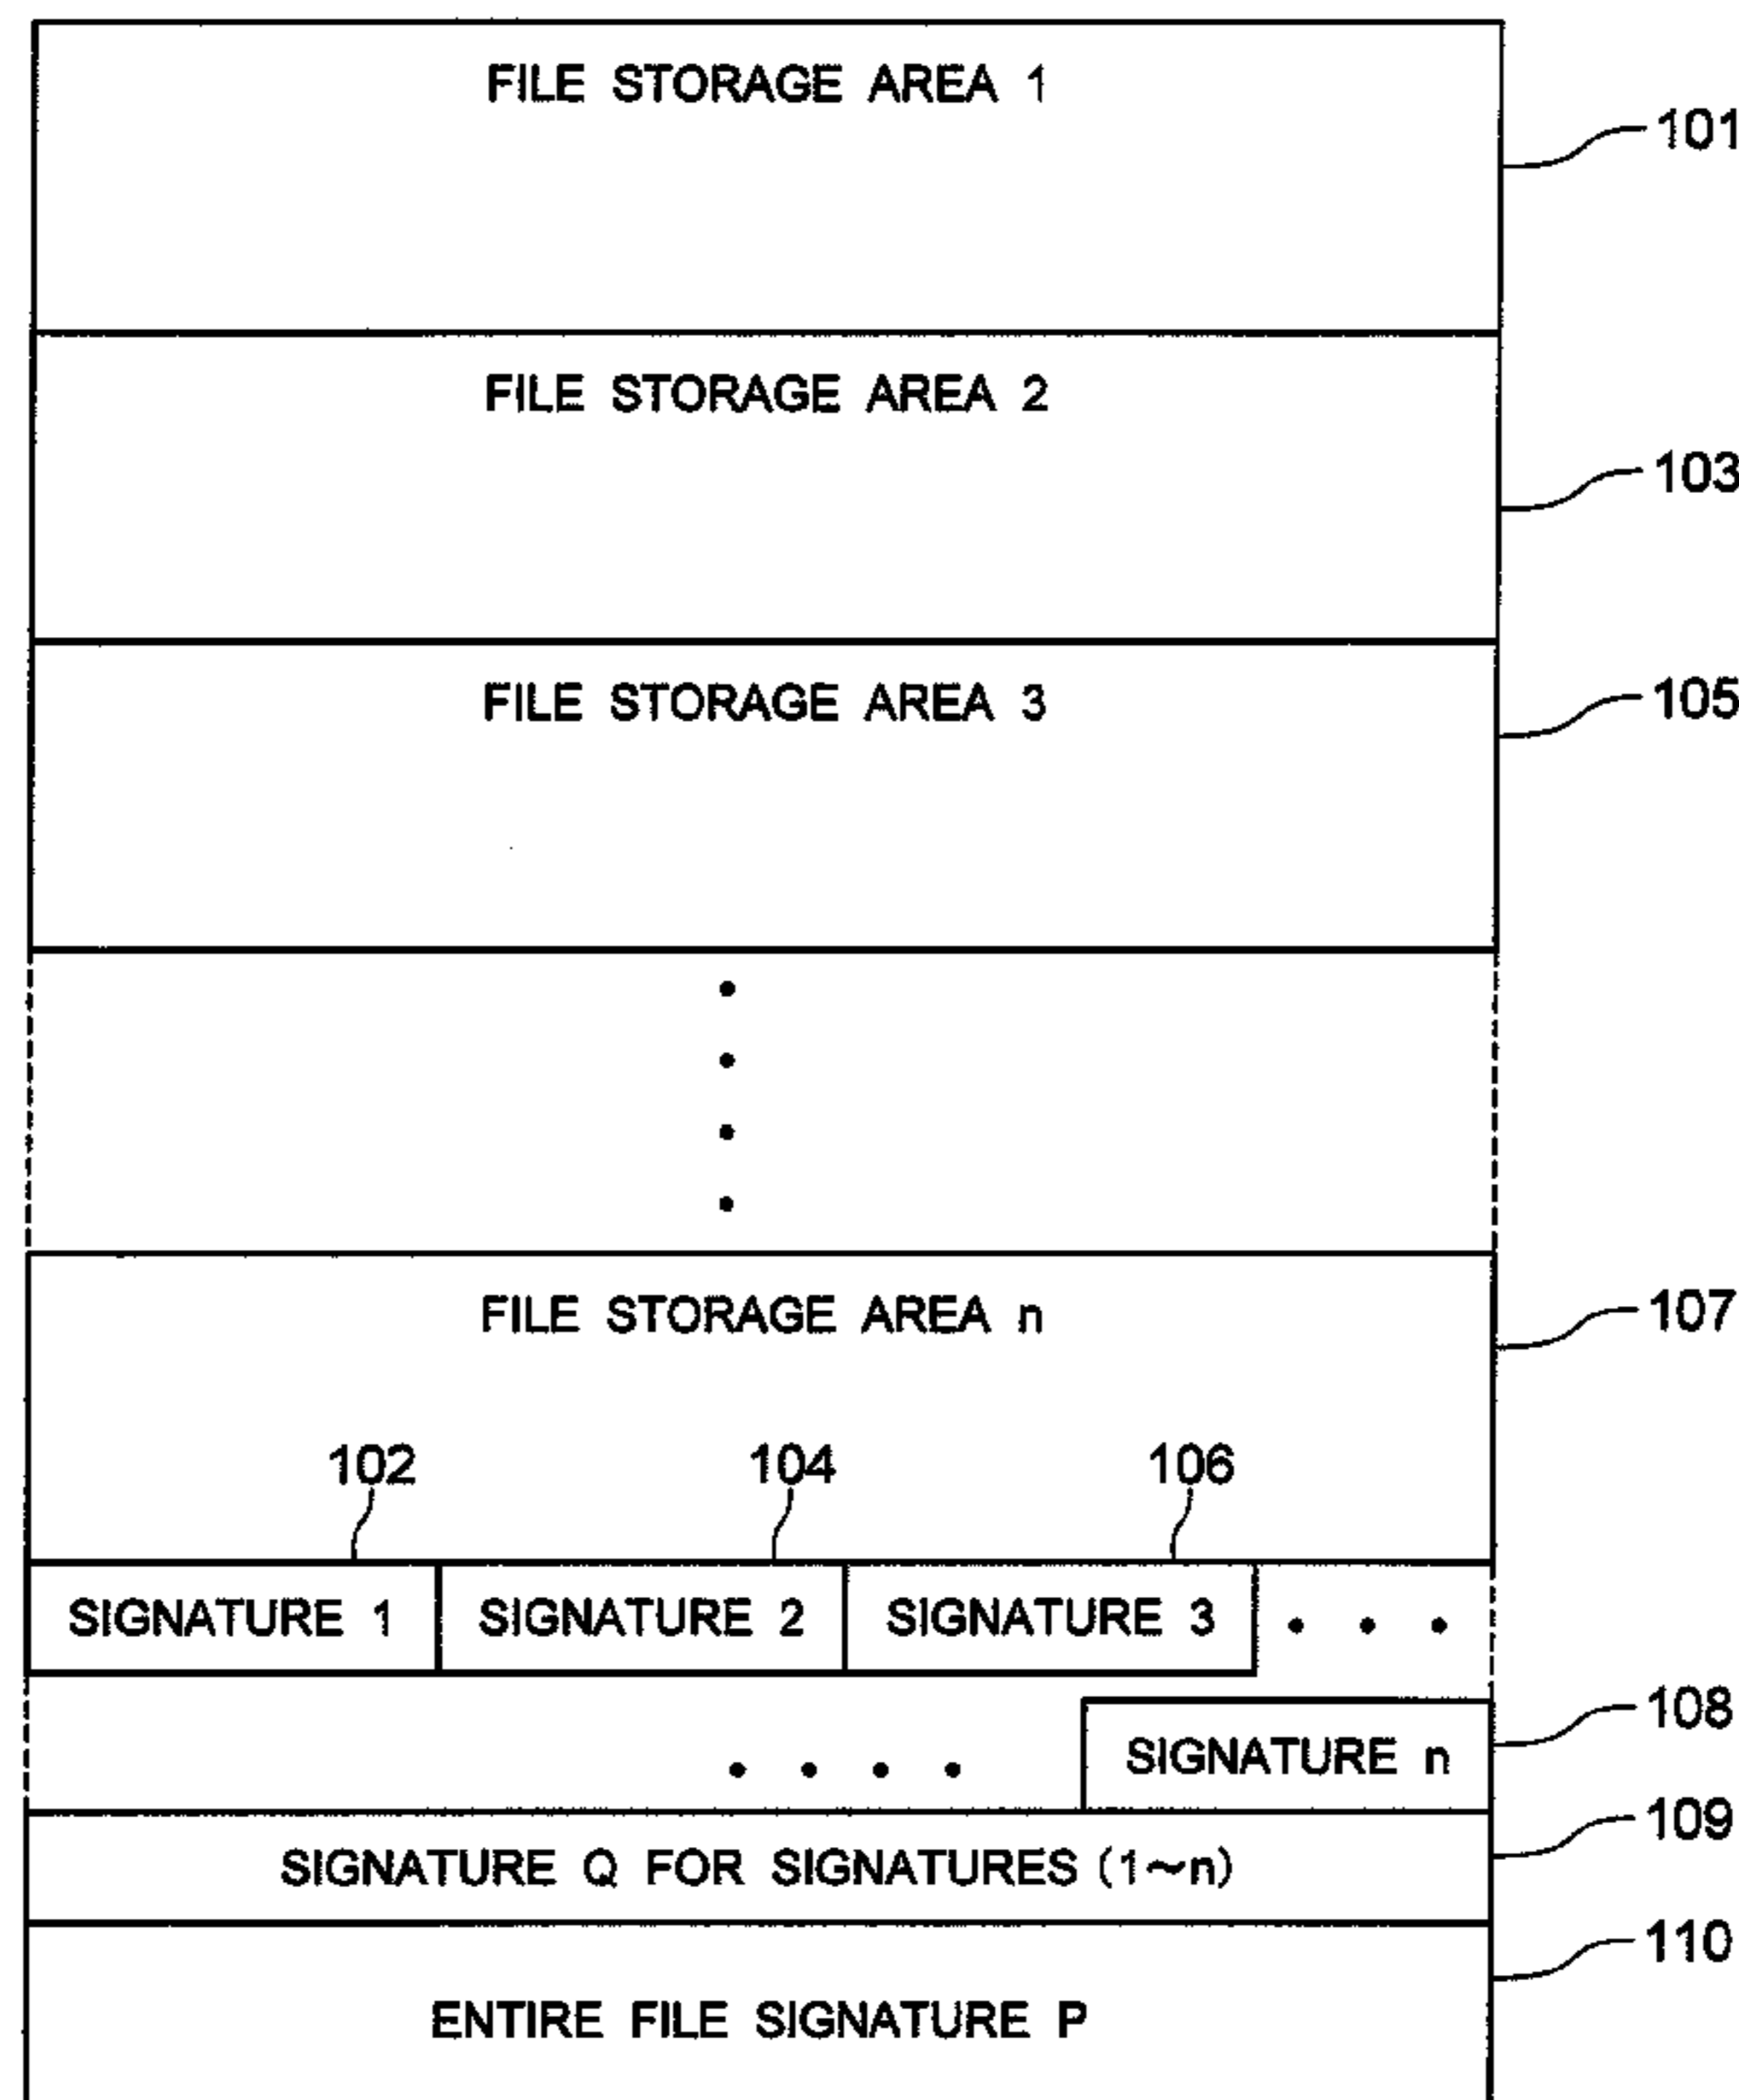 FILE STORAGE AREA 1
101
FILE STORAGE AREA 2
103
FILE STORAGE AREA 3
105
FILE STORAGE AREA n
107
102 104 106
SIGNATURE 1 SIGNATURE 2 SIGNATURE 3 • • •
• • • • SIGNATURE n
108
SIGNATURE Q FOR SIGNATURES (1~n)
109
ENTIRE FILE SIGNATURE P
110